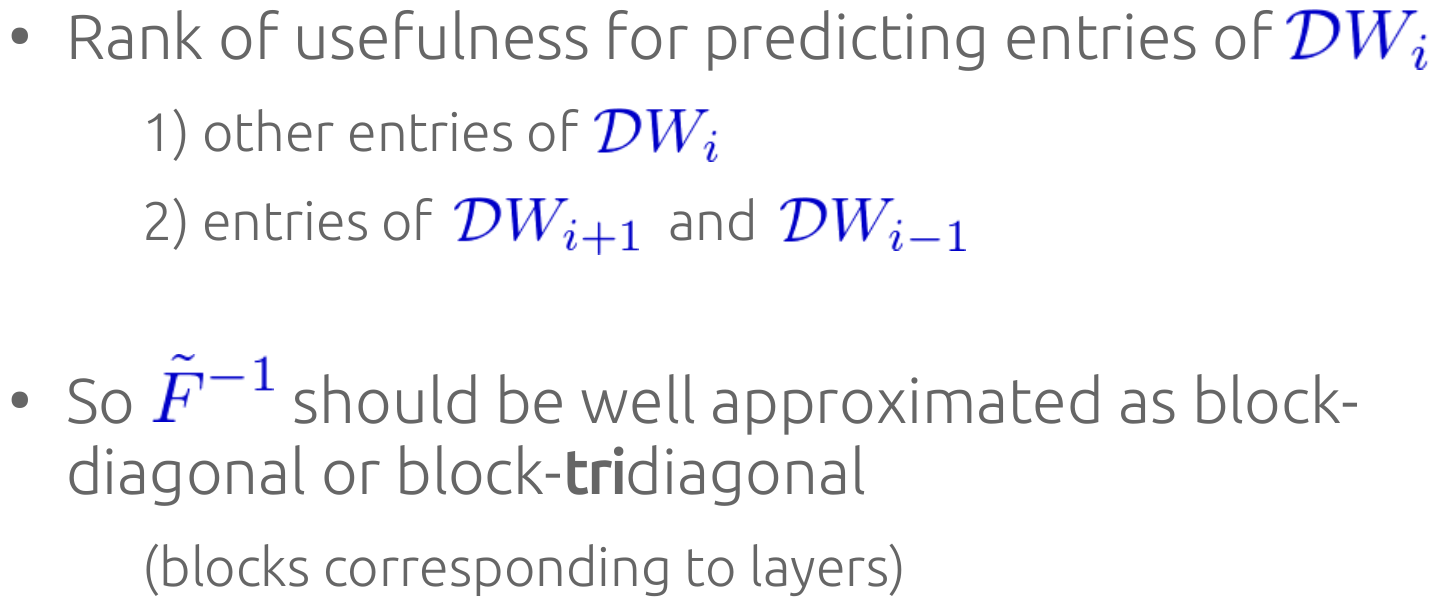 • Rank of usefulness for predicting entries of $\mathcal{D}W_i$
1) other entries of $\mathcal{D}W_i$
2) entries of $\mathcal{D}W_{i+1}$ and $\mathcal{D}W_{i-1}$
• So $\tilde{F}^{-1}$ should be well approximated as block-
diagonal or block-tridiagonal
(blocks corresponding to layers)